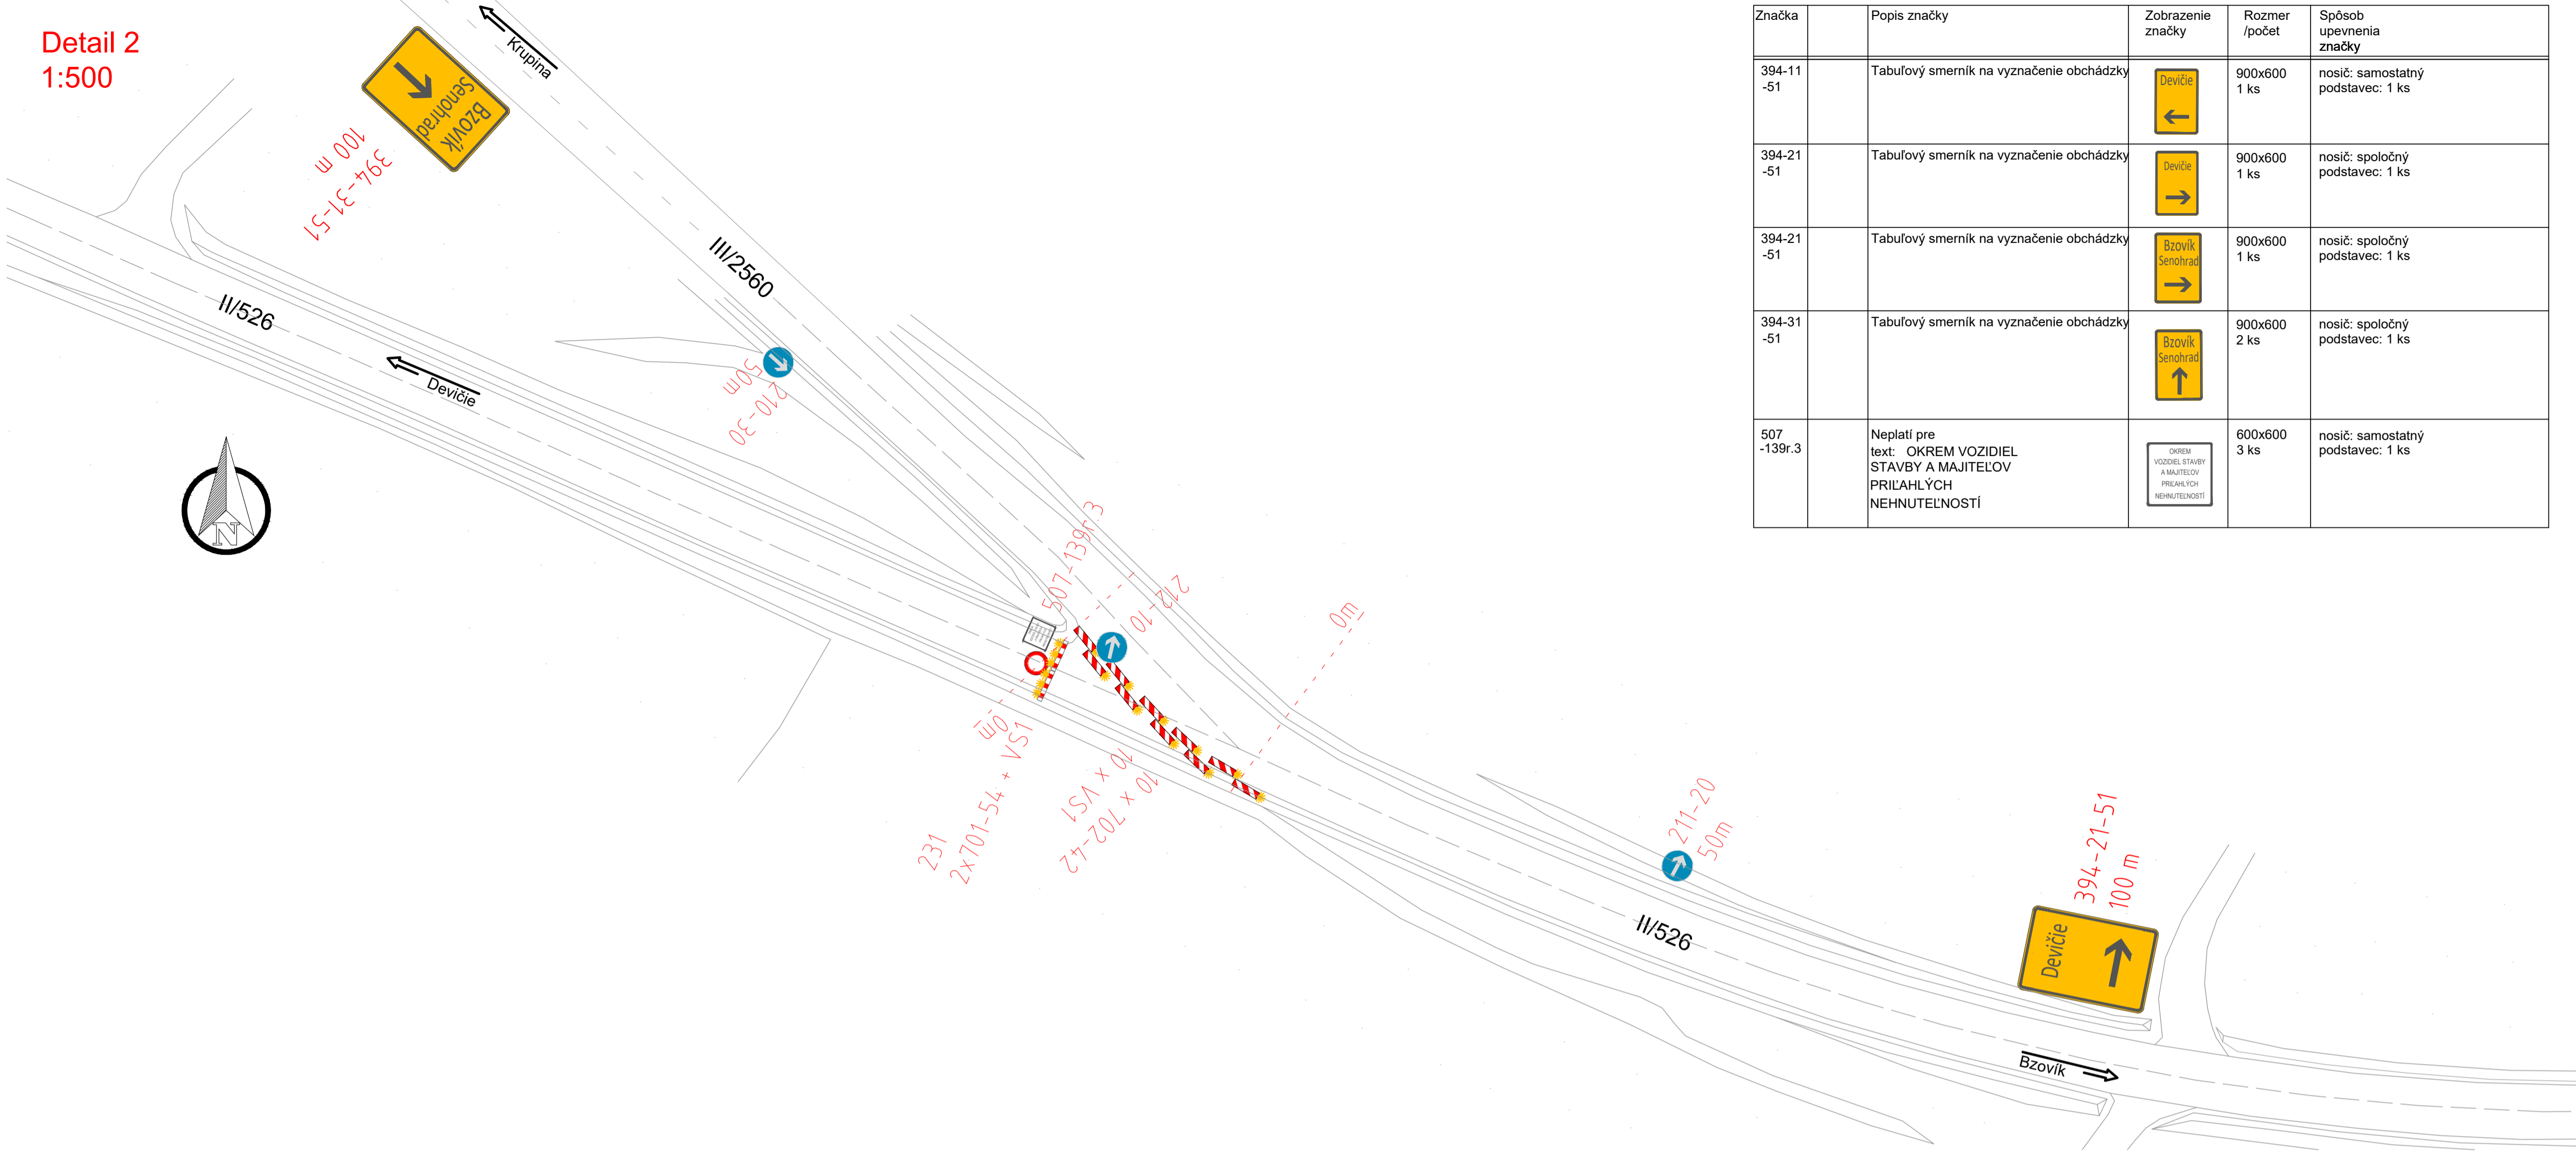 Detail 2
1:500
Krupina
Bzovík
Senohrad
394-31-51
100 m
III/2560
II/526
Devičie
210-30
50m
N
507-139r.3
212-10
0m
0m
231
2x701-54 + VS1
10 x 702-42
10 x VS1
211-20
50m
II/526
394-21-51
100 m
Devičie
Bzovík
Značka Popis značky Zobrazenie značky Rozmer /počet Spôsob upevnenia značky
394-11
-51
Tabuľový smerník na vyznačenie obchádzky
Devičie
900x600
1 ks
nosič: samostatný
podstavec: 1 ks
394-21
-51
Tabuľový smerník na vyznačenie obchádzky
Devičie
900x600
1 ks
nosič: spoločný
podstavec: 1 ks
394-21
-51
Tabuľový smerník na vyznačenie obchádzky
Bzovík
Senohrad
900x600
1 ks
nosič: spoločný
podstavec: 1 ks
394-31
-51
Tabuľový smerník na vyznačenie obchádzky
Bzovík
Senohrad
900x600
2 ks
nosič: spoločný
podstavec: 1 ks
507
-139r.3
Neplatí pre
text: OKREM VOZIDIEL
STAVBY A MAJITEĽOV
PRIĽAHLÝCH
NEHNUTEĽNOSTÍ
OKREM
VOZIDIEL STAVBY
A MAJITEĽOV
PRIĽAHLÝCH
NEHNUTEĽNOSTÍ
600x600
3 ks
nosič: samostatný
podstavec: 1 ks